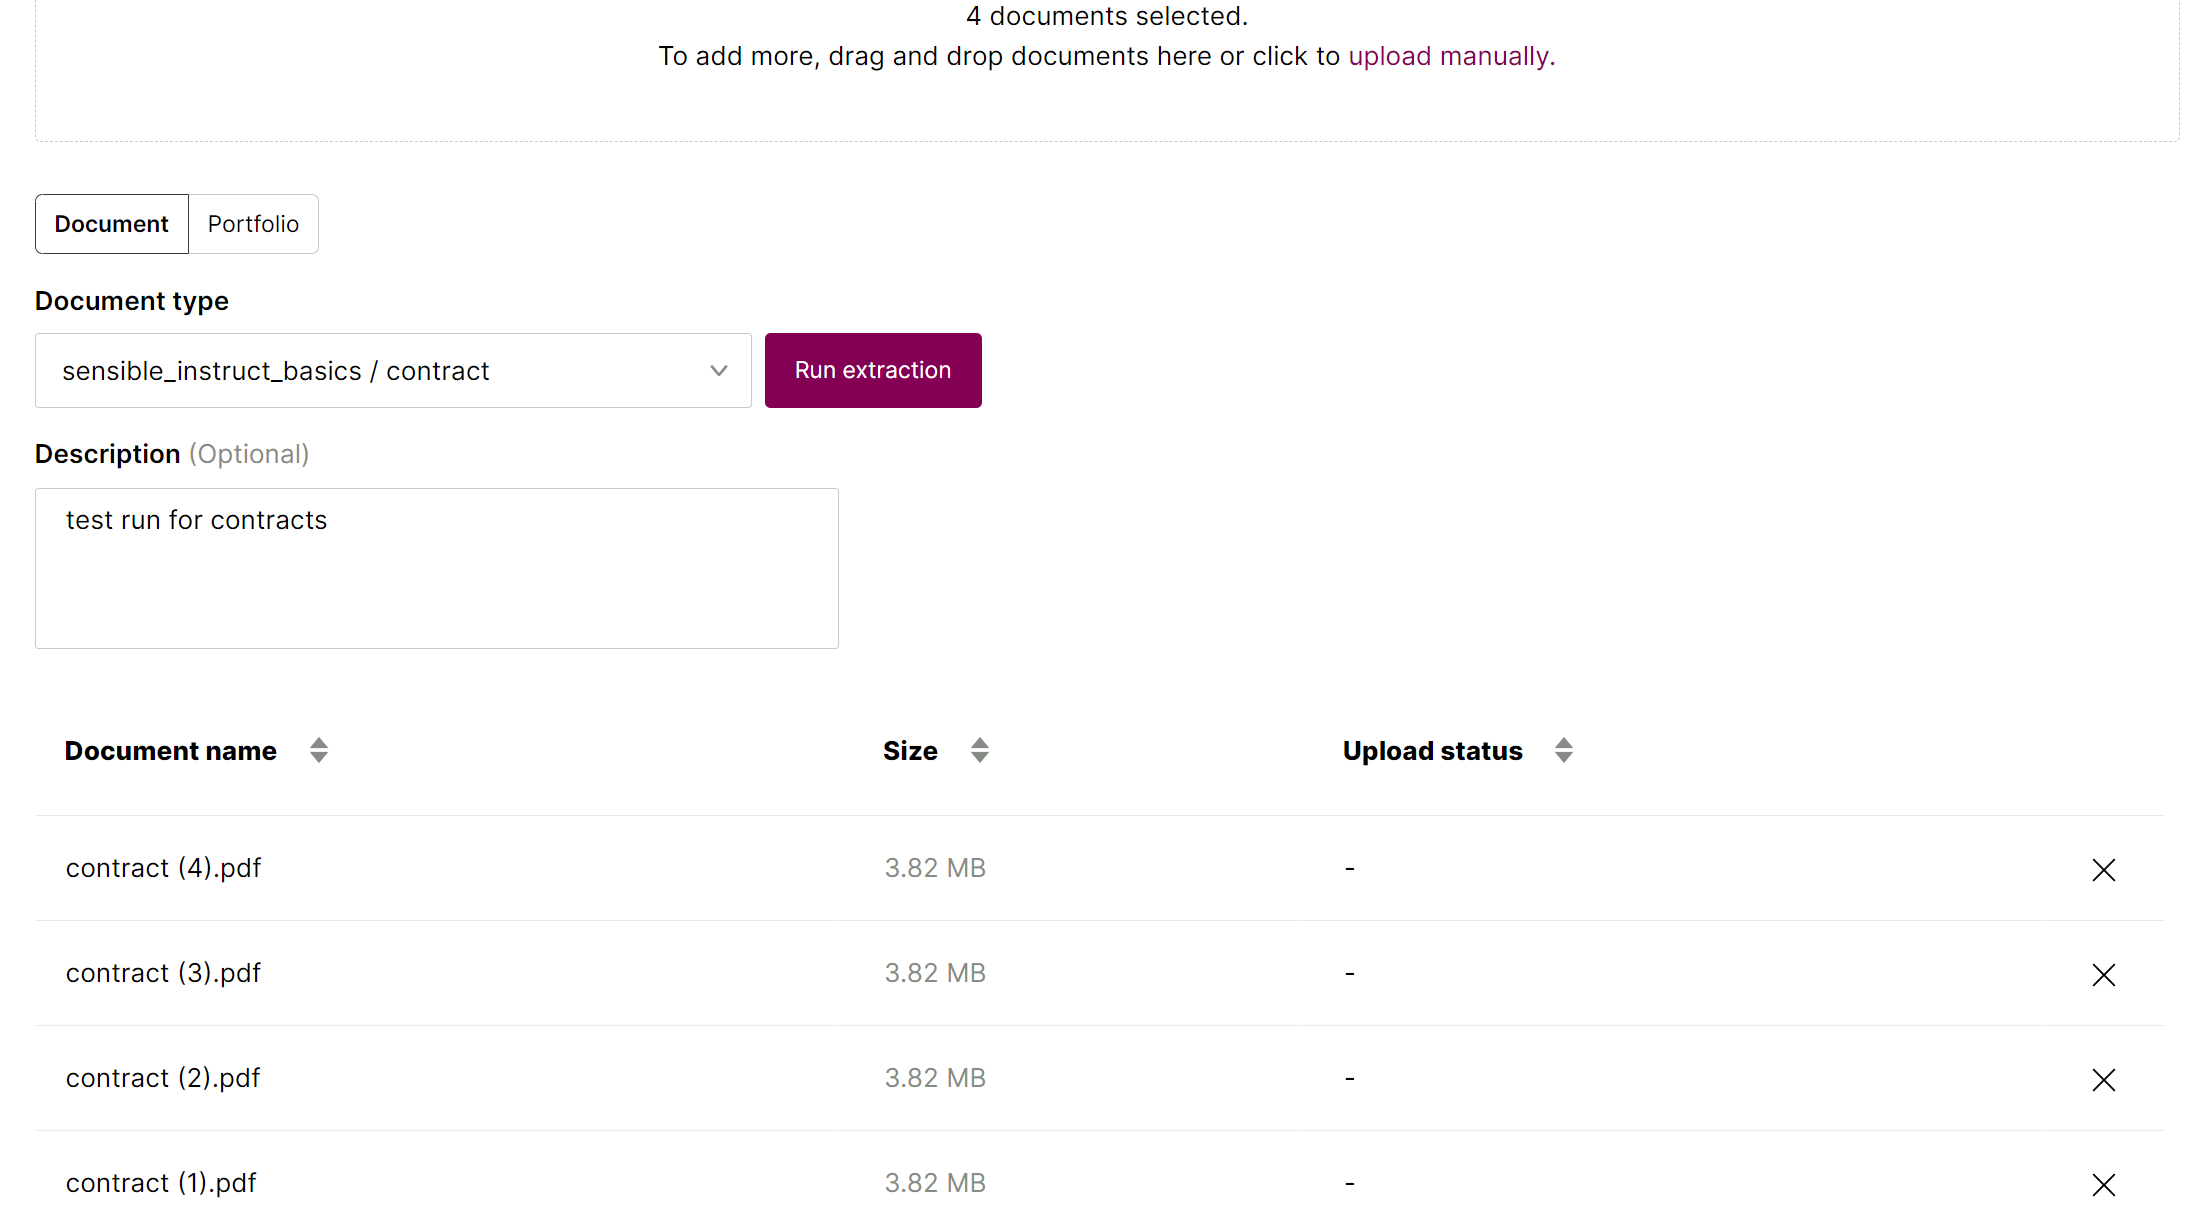 4 documents selected.
To add more, drag and drop documents here or click to upload manually.
Document Portfolio
Document type
sensible_instruct_basics / contract Run extraction
Description (Optional)
test run for contracts
Document name Size Upload status
contract (4).pdf 3.82 MB -
contract (3).pdf 3.82 MB -
contract (2).pdf 3.82 MB -
contract (1).pdf 3.82 MB -